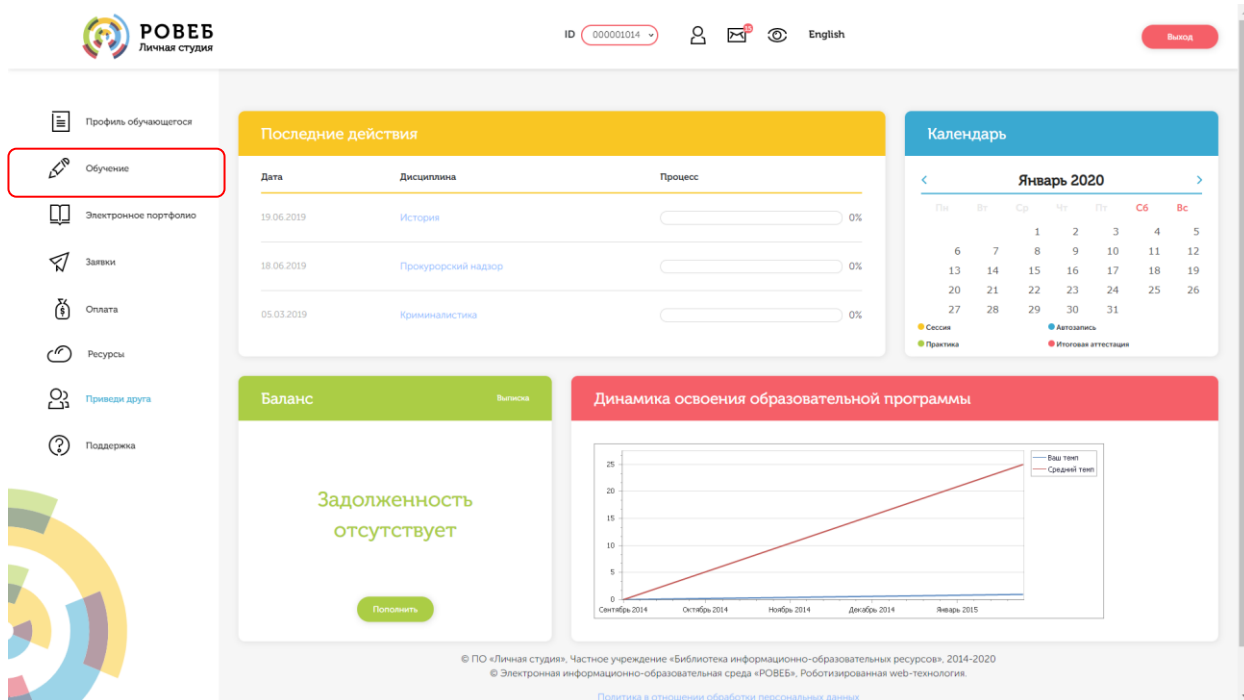 РОВЕБ
Личная студия
ID 000001014
15
English
Выход
Профиль обучающегося
Обучение
Электронное портфолио
Заявки
Оплата
Ресурсы
Приведи друга
Поддержка
Последние действия
Дата Дисциплина Процесс
19.06.2019 История 0%
18.06.2019 Прокурорский надзор 0%
05.03.2019 Криминалистика 0%
Календарь
< Январь 2020 >
Пн Вт Ср Чт Пт Сб Вс
1 2 3 4 5
6 7 8 9 10 11 12
13 14 15 16 17 18 19
20 21 22 23 24 25 26
27 28 29 30 31
Сессия Автозапись
Практика Итоговая аттестация
Баланс Выписка
Задолженность
отсутствует
Пополнить
Динамика освоения образовательной программы
25
20
15
10
5
0
Сентябрь 2014 Октябрь 2014 Ноябрь 2014 Декабрь 2014 Январь 2015
Ваш темп
Средний темп
© ПО «Личная студия», Частное учреждение «Библиотека информационно-образовательных ресурсов», 2014-2020
© Электронная информационно-образовательная среда «РОВЕБ», Роботизированная web-технология.
Политика в отношении обработки персональных данных